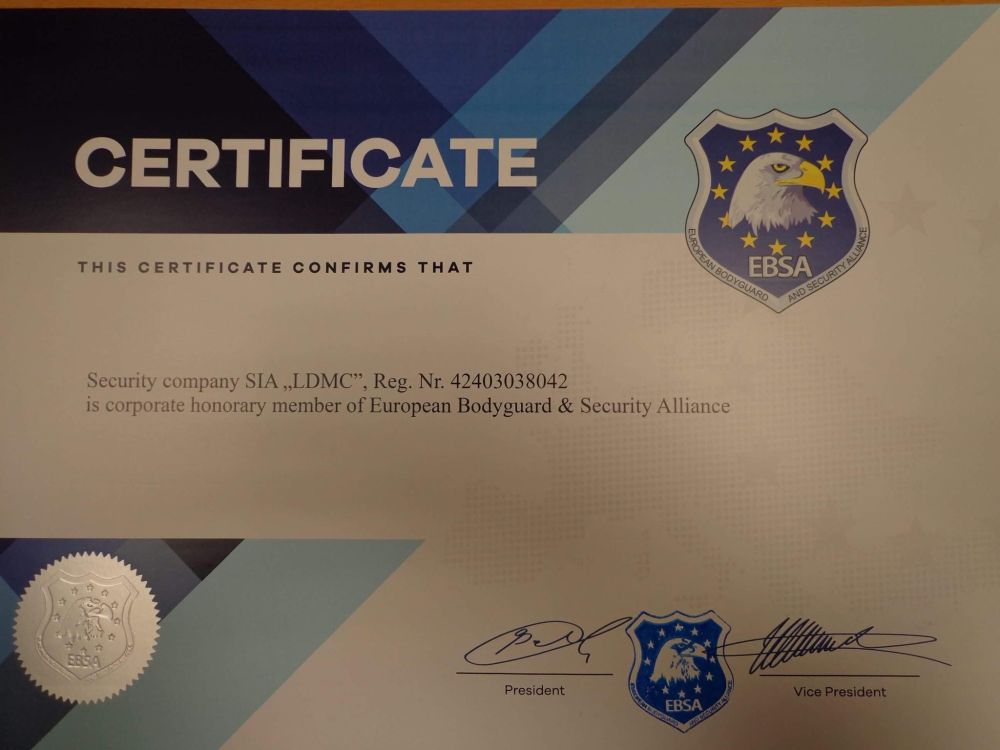 CERTIFICATE
EBSA
EUROPEAN BODYGUARD AND SECURITY ALLIANCE
THIS CERTIFICATE CONFIRMS THAT
Security company SIA „LDMC”, Reg. Nr. 42403038042
is corporate honorary member of European Bodyguard & Security Alliance
EBSA
EBSA
President
Vice President